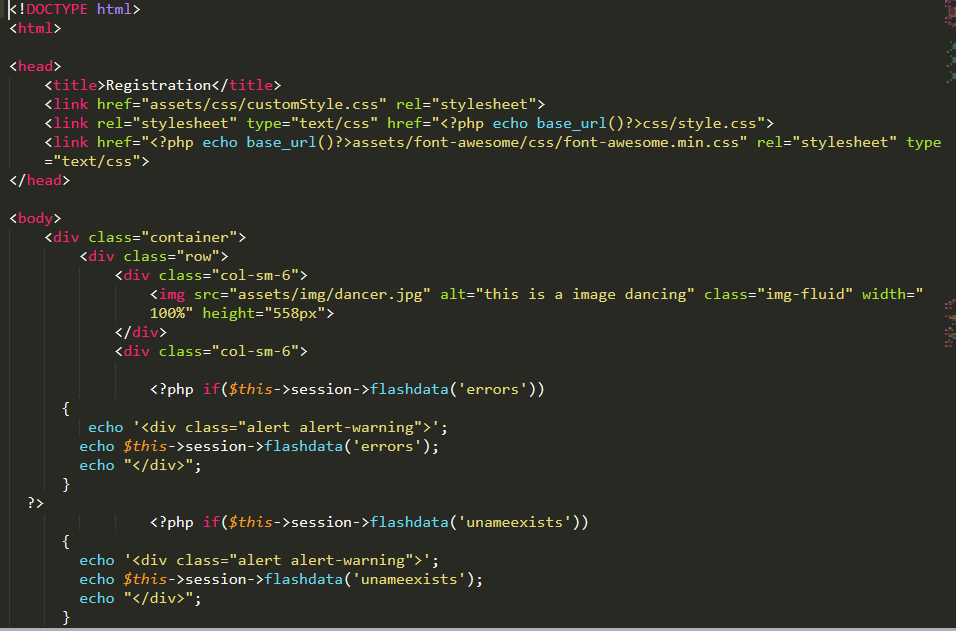 <!DOCTYPE html>
<html>
<head>
<title>Registration</title>
<link href="assets/css/customStyle.css" rel="stylesheet">
<link rel="stylesheet" type="text/css" href="<?php echo base_url()?>css/style.css">
<link href="<?php echo base_url()?>assets/font-awesome/css/font-awesome.min.css" rel="stylesheet" type
="text/css">
</head>
<body>
<div class="container">
<div class="row">
<div class="col-sm-6">
<img src="assets/img/dancer.jpg" alt="this is a image dancing" class="img-fluid" width="
100%" height="558px">
</div>
<div class="col-sm-6">
<?php if($this->session->flashdata('errors'))
{
echo '<div class="alert alert-warning">';
echo $this->session->flashdata('errors');
echo "</div>";
}
?>
<?php if($this->session->flashdata('unameexists'))
{
echo '<div class="alert alert-warning">';
echo $this->session->flashdata('unameexists');
echo "</div>";
}